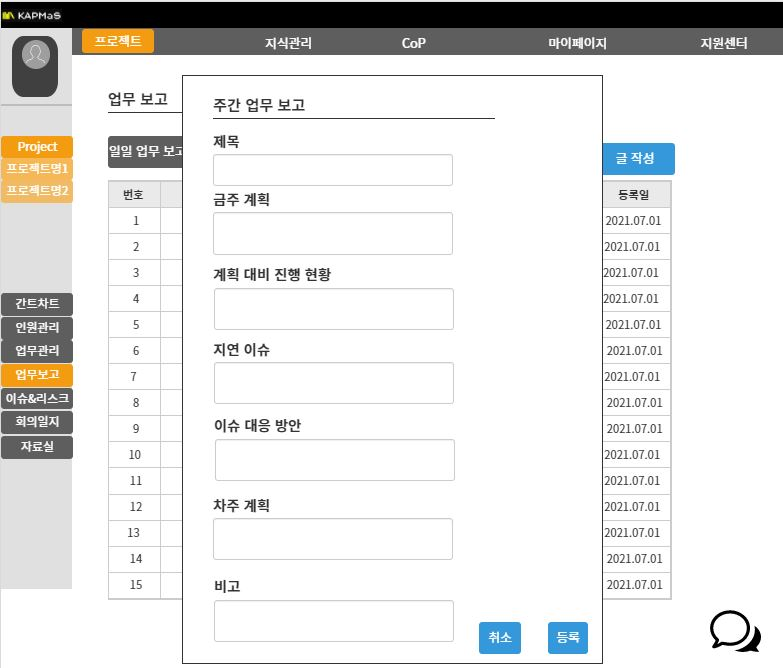 KAPMaS
프로젝트
지식관리
CoP
마이페이지
지원센터
Project
프로젝트명1
프로젝트명2
간트차트
인원관리
업무관리
업무보고
이슈&리스크
회의일지
자료실
업무 보고
일일 업무 보고
글 작성
번호
등록일
1
2021.07.01
2
2021.07.01
3
2021.07.01
4
2021.07.01
5
2021.07.01
6
2021.07.01
7
2021.07.01
8
2021.07.01
9
2021.07.01
10
2021.07.01
11
2021.07.01
12
2021.07.01
13
2021.07.01
14
2021.07.01
15
2021.07.01
주간 업무 보고
제목
금주 계획
계획 대비 진행 현황
지연 이슈
이슈 대응 방안
차주 계획
비고
취소
등록